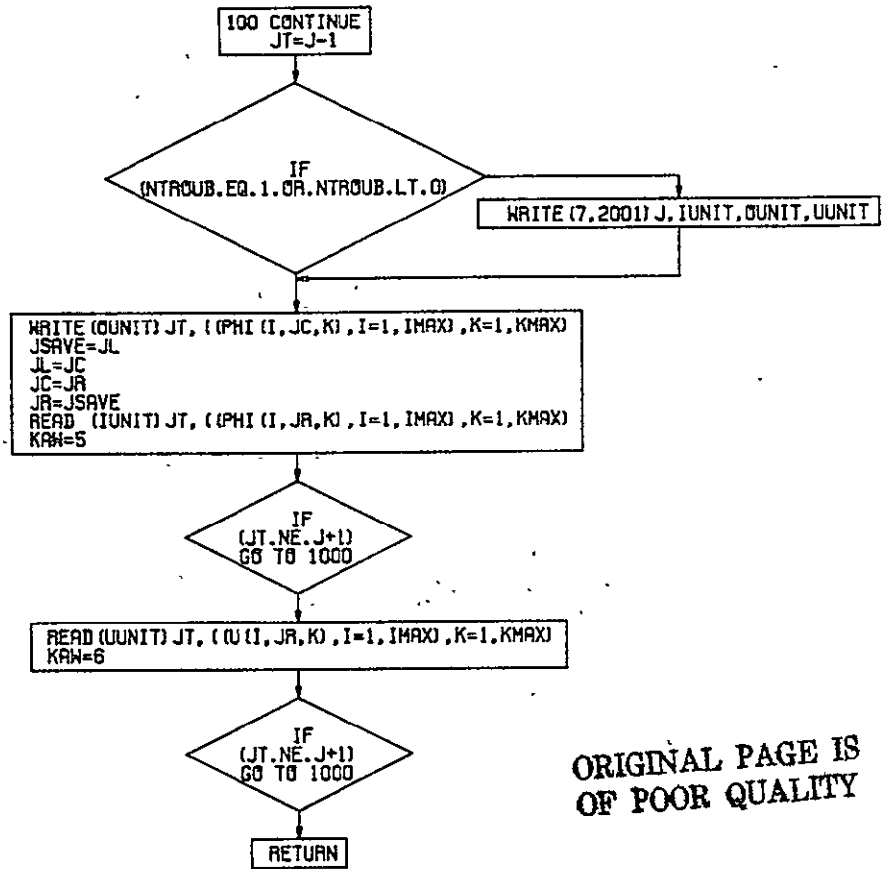 100 CONTINUE
JT=J-1
IF
(NTROUB.EQ.1.OR.NTROUB.LT.0)
WRITE(7,2001) J,IUNIT,OUNIT,UUNIT
WRITE(OUNIT) JT, ((PHI(I,JC,K),I=1,IMAX),K=1,KMAX)
JSAVE=JL
JL=JC
JC=JR
JR=JSAVE
READ (IUNIT) JT, ((PHI(I,JR,K),I=1,IMAX),K=1,KMAX)
KAW=5
IF
(JT.NE.J+1)
GO TO 1000
READ(UUNIT) JT, ((U(I,JR,K),I=1,IMAX),K=1,KMAX)
KAW=6
IF
(JT.NE.J+1)
GO TO 1000
ORIGINAL PAGE IS
OF POOR QUALITY
RETURN